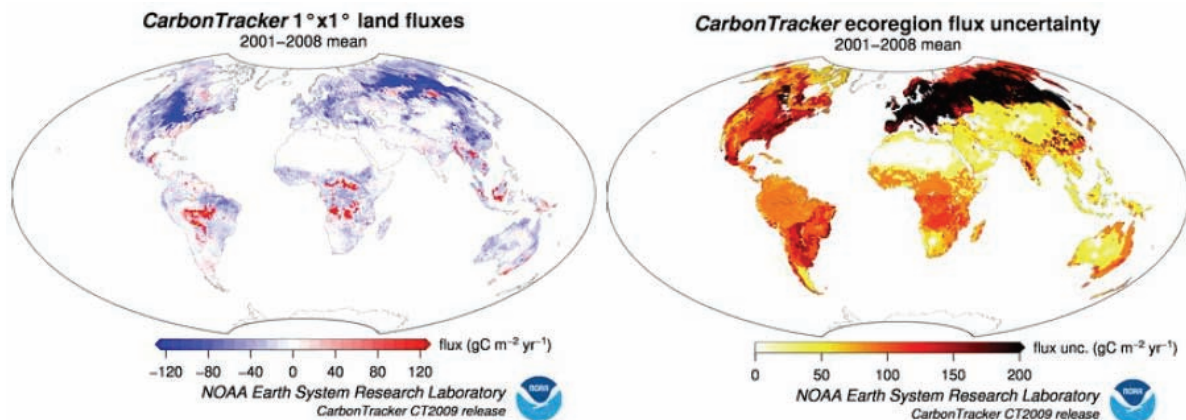 CarbonTracker 1°x1° land fluxes
2001–2008 mean
−120 −80 −40 0 40 80 120
flux (gC m⁻² yr⁻¹)
NOAA Earth System Research Laboratory
CarbonTracker CT2009 release
NOAA
CarbonTracker ecoregion flux uncertainty
2001–2008 mean
0 50 100 150 200
flux unc. (gC m⁻² yr⁻¹)
NOAA Earth System Research Laboratory
CarbonTracker CT2009 release
NOAA